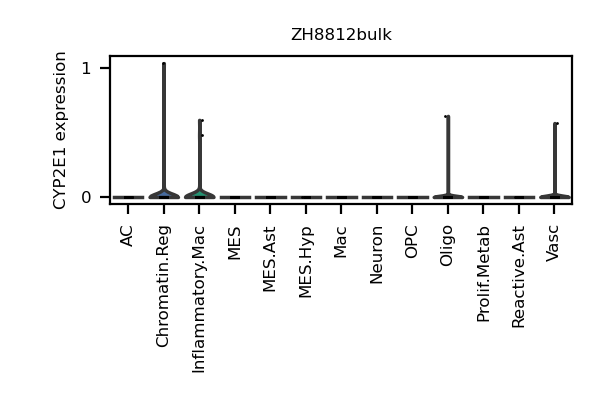 ZH8812bulk
CYP2E1 expression
1
0
AC
Chromatin.Reg
Inflammatory.Mac
MES
MES.Ast
MES.Hyp
Mac
Neuron
OPC
Oligo
Prolif.Metab
Reactive.Ast
Vasc